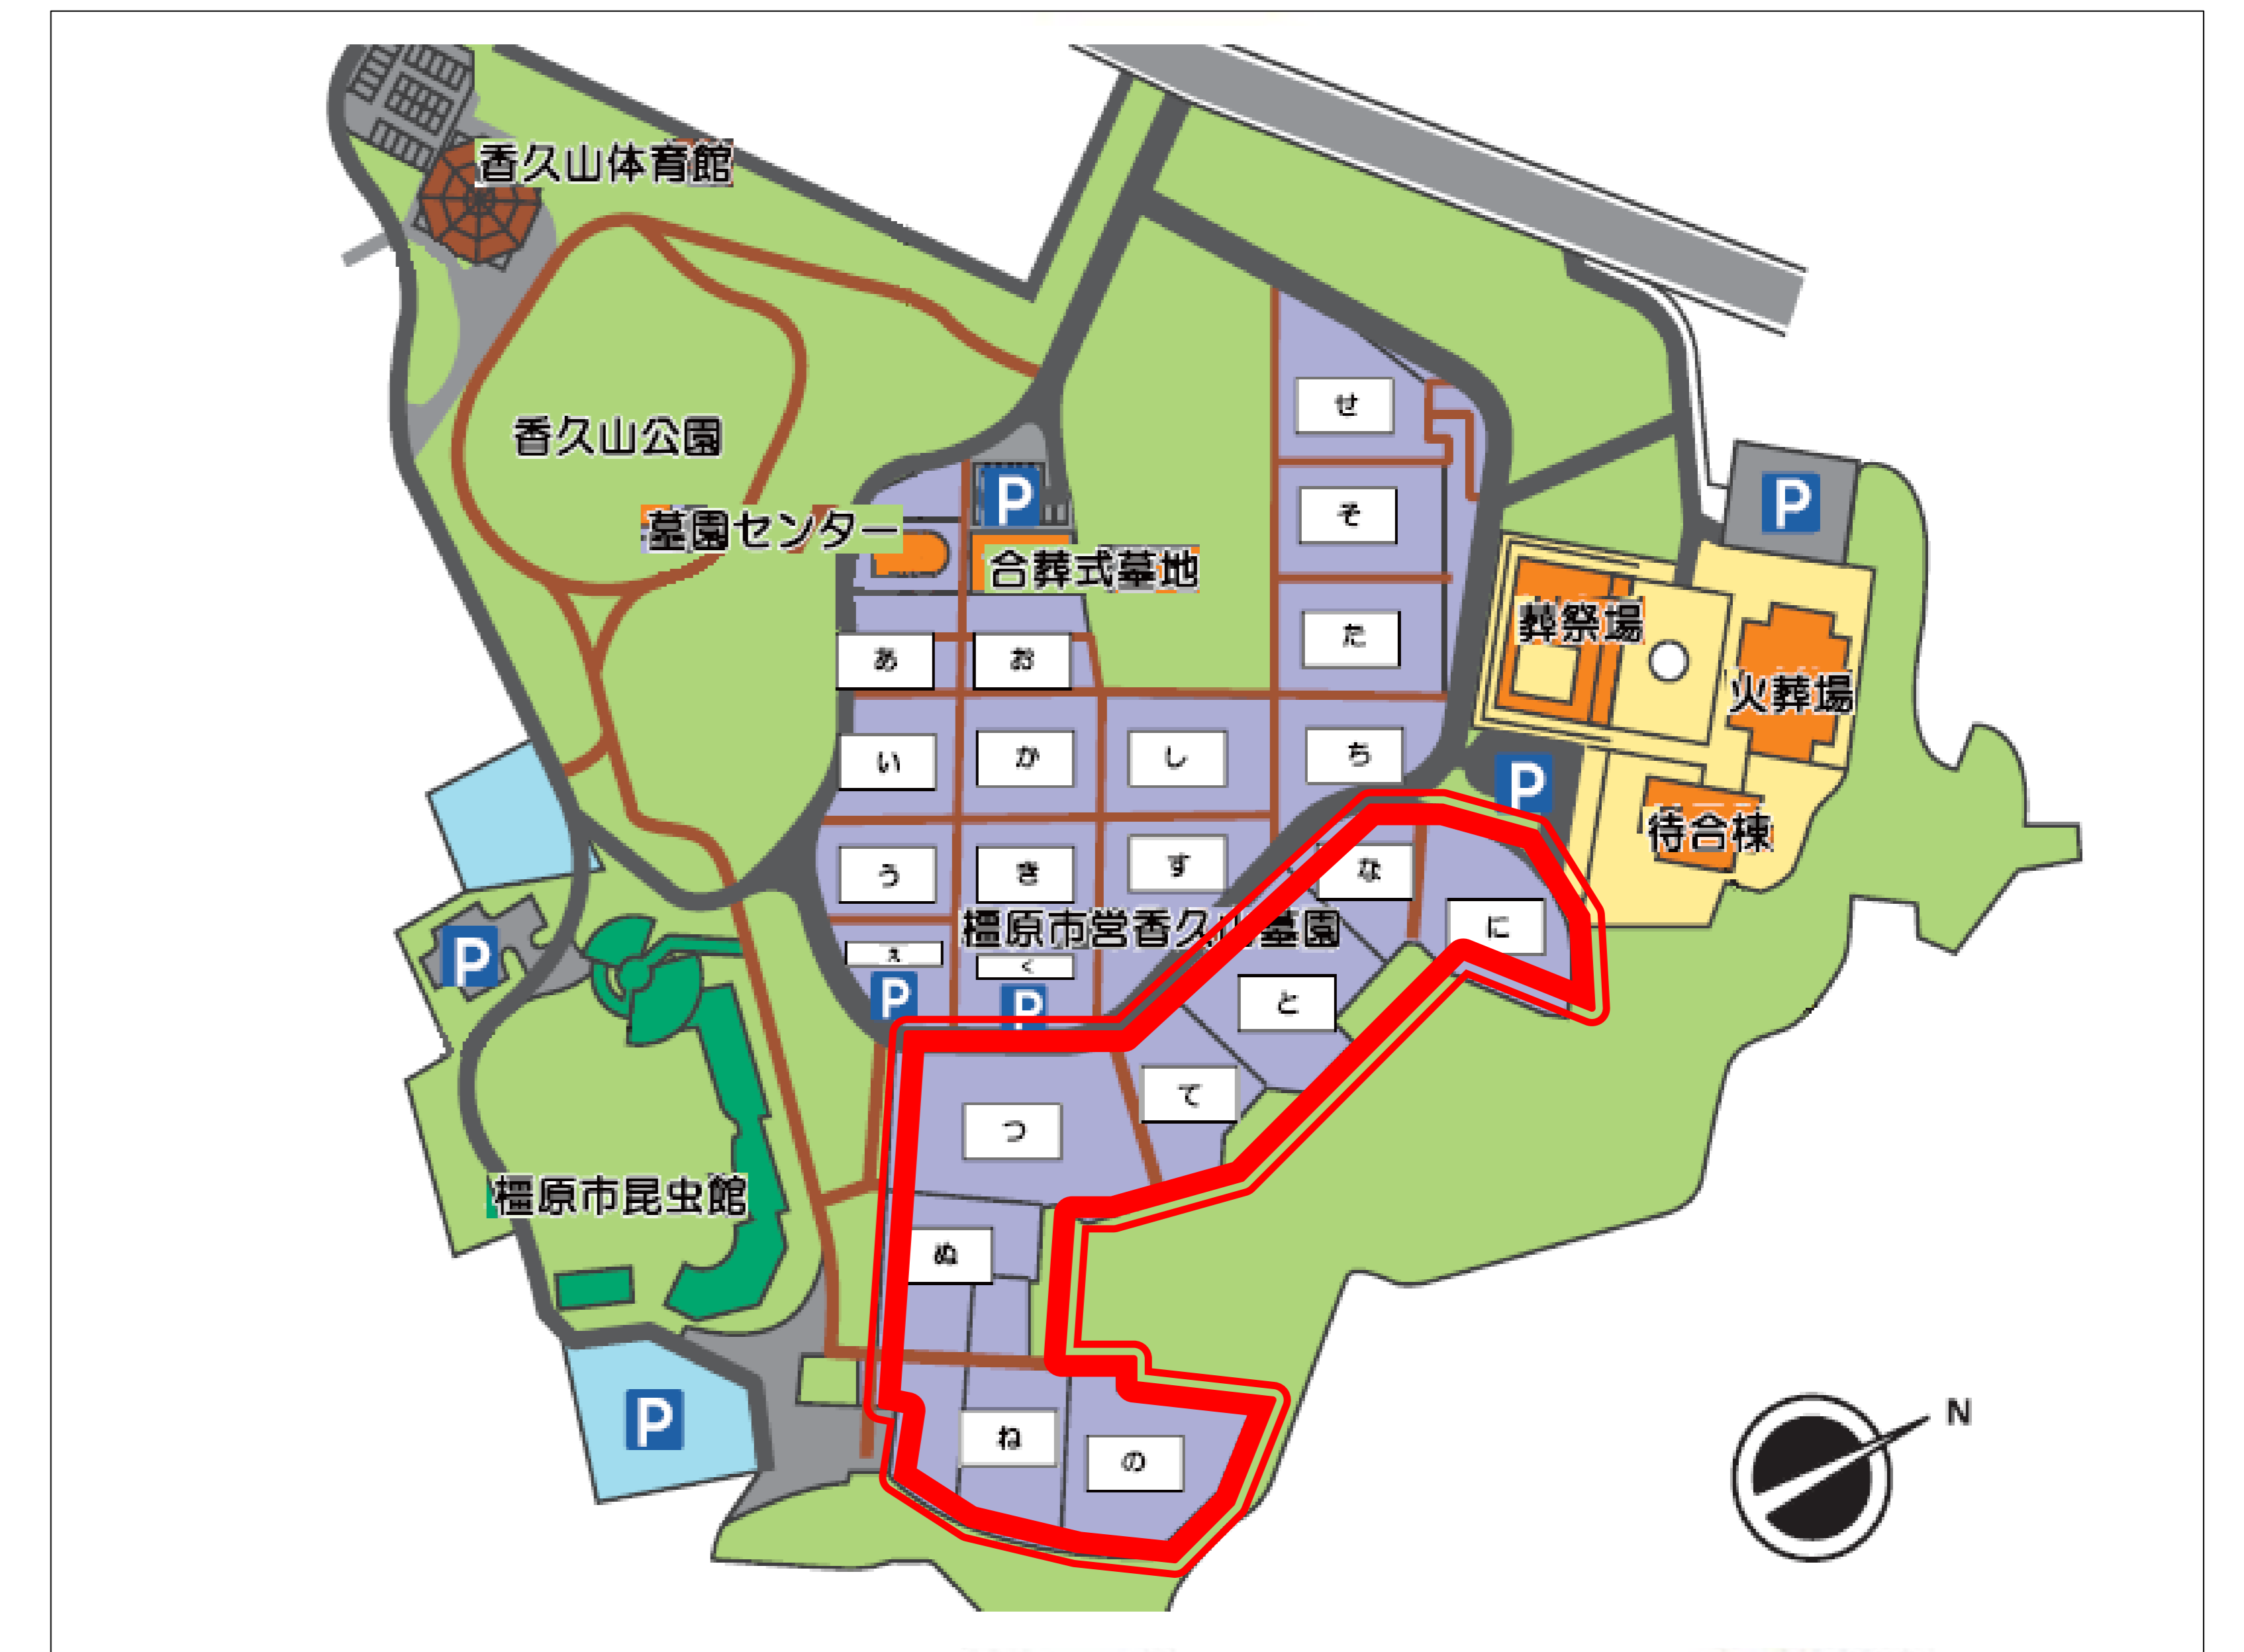 香久山体育館
香久山公園
せ
P
そ
P
墓園センター
合葬式墓地
た
葬祭場
あ
お
火葬場
い
か
し
ち
P
待合棟
う
き
す
な
に
橿原市営香久山墓園
え
く
P
P
P
と
て
つ
橿原市昆虫館
ぬ
P
ね
の
N